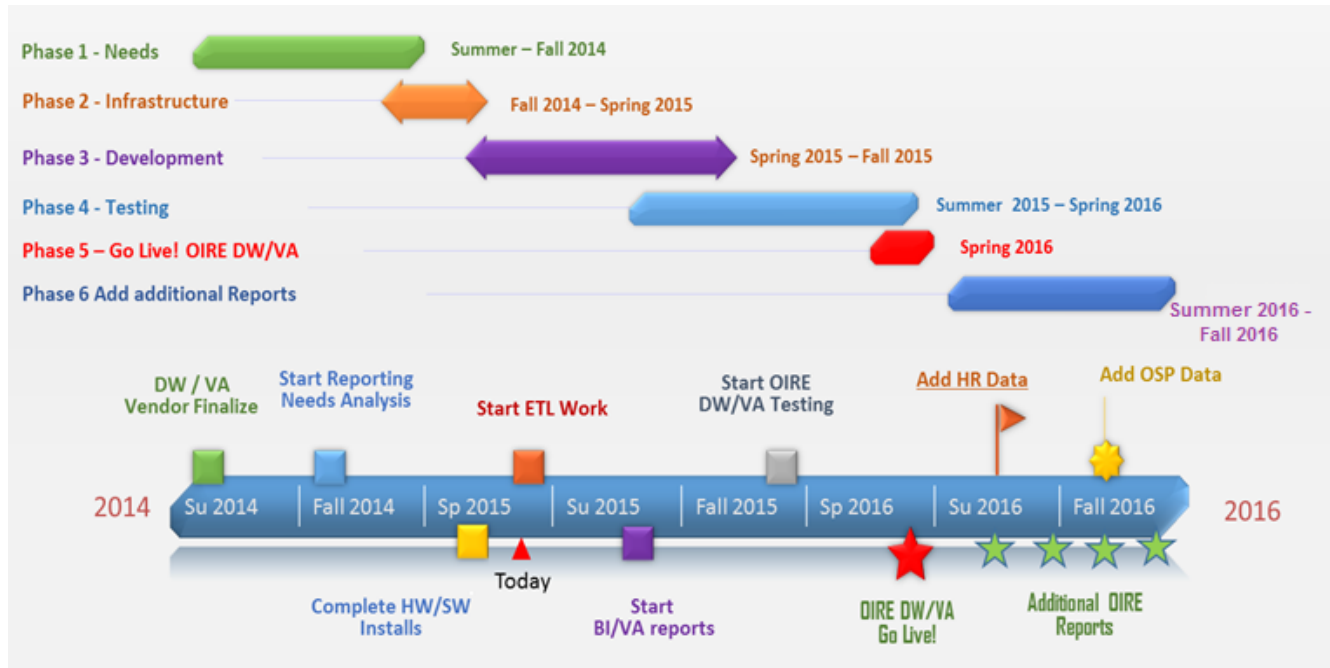 Phase 1 - Needs
Summer – Fall 2014
Phase 2 - Infrastructure
Fall 2014 – Spring 2015
Phase 3 - Development
Spring 2015 – Fall 2015
Phase 4 - Testing
Summer 2015 – Spring 2016
Phase 5 – Go Live! OIRE DW/VA
Spring 2016
Phase 6 Add additional Reports
Summer 2016 -
Fall 2016
DW / VA
Vendor Finalize
Start Reporting
Needs Analysis
Start ETL Work
Start OIRE
DW/VA Testing
Add HR Data
Add OSP Data
2014
Su 2014
Fall 2014
Sp 2015
Su 2015
Fall 2015
Sp 2016
Su 2016
Fall 2016
2016
Today
Complete HW/SW
Installs
Start
BI/VA reports
OIRE DW/VA
Go Live!
Additional OIRE
Reports